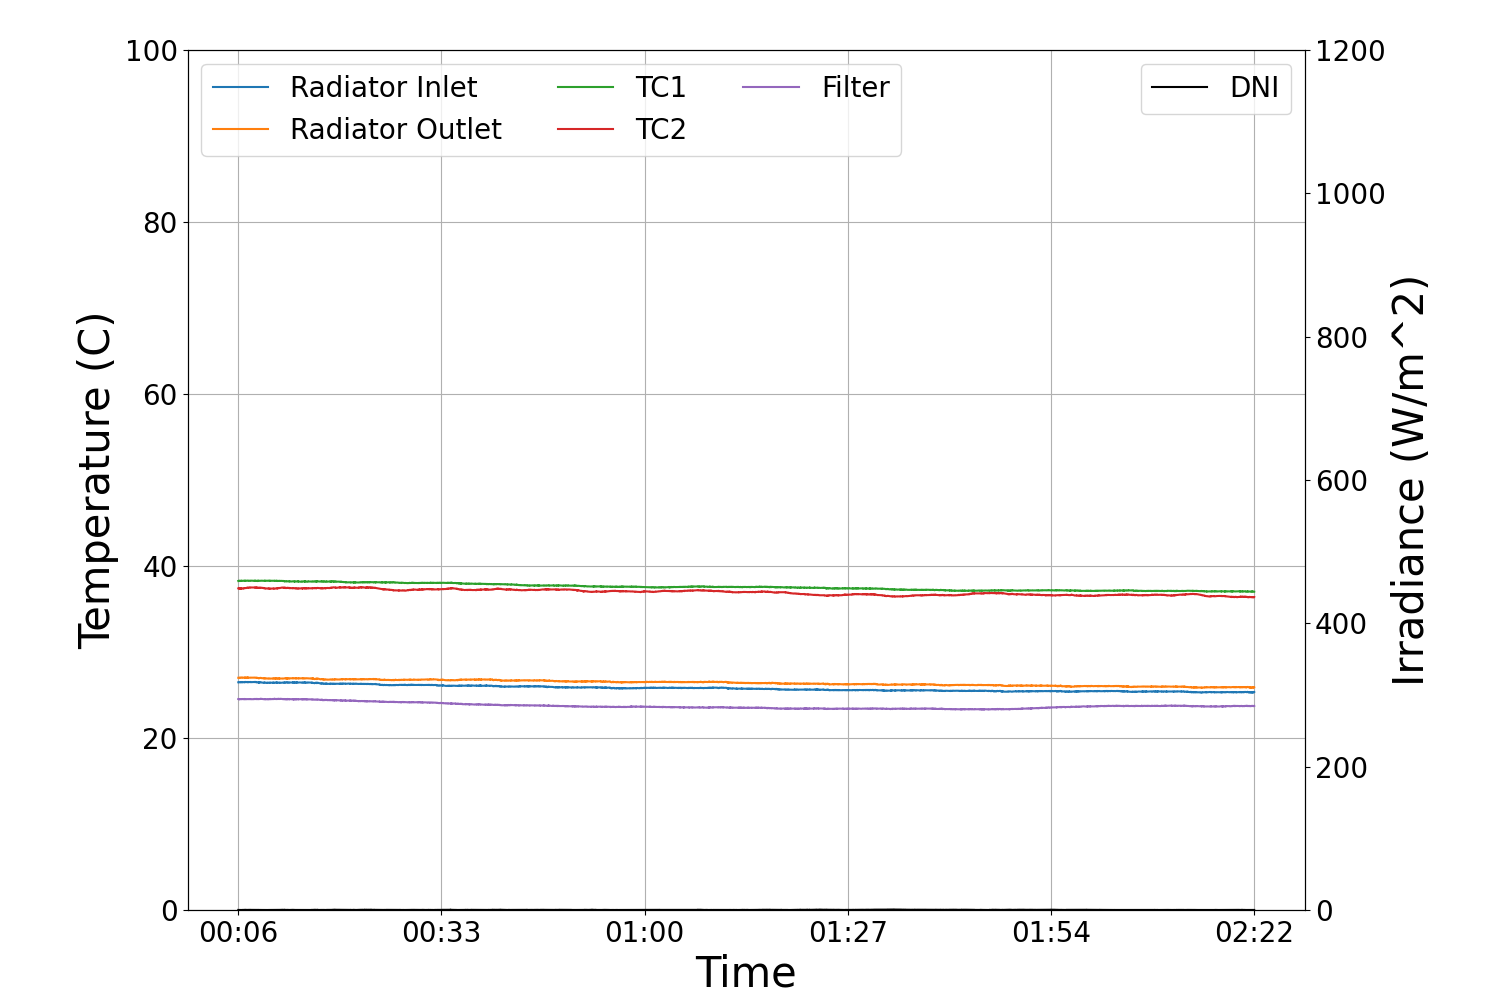 Radiator Inlet
Radiator Outlet
TC1
TC2
Filter
DNI
Temperature (C)
100
80
60
40
20
0
Irradiance (W/m^2)
1200
1000
800
600
400
200
0
00:06 00:33 01:00 01:27 01:54 02:22
Time